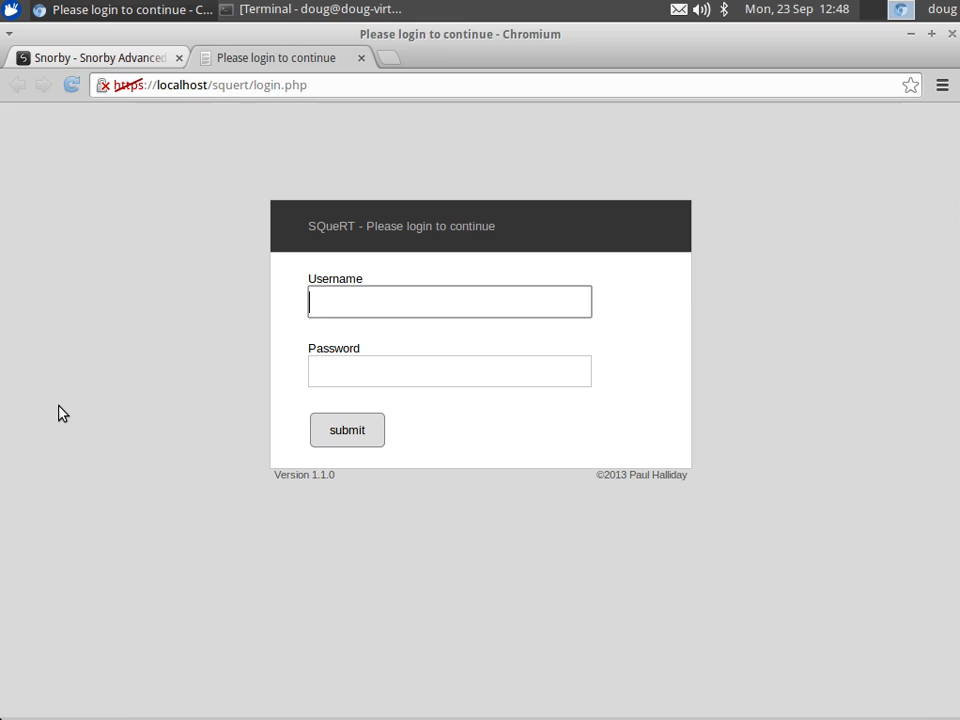 Please login to continue - C...
[Terminal - doug@doug-virt...
Mon, 23 Sep 12:48
doug
Please login to continue - Chromium
Snorby - Snorby Advanced
Please login to continue
https://localhost/squert/login.php
SQueRT - Please login to continue
Username
Password
submit
Version 1.1.0
©2013 Paul Halliday